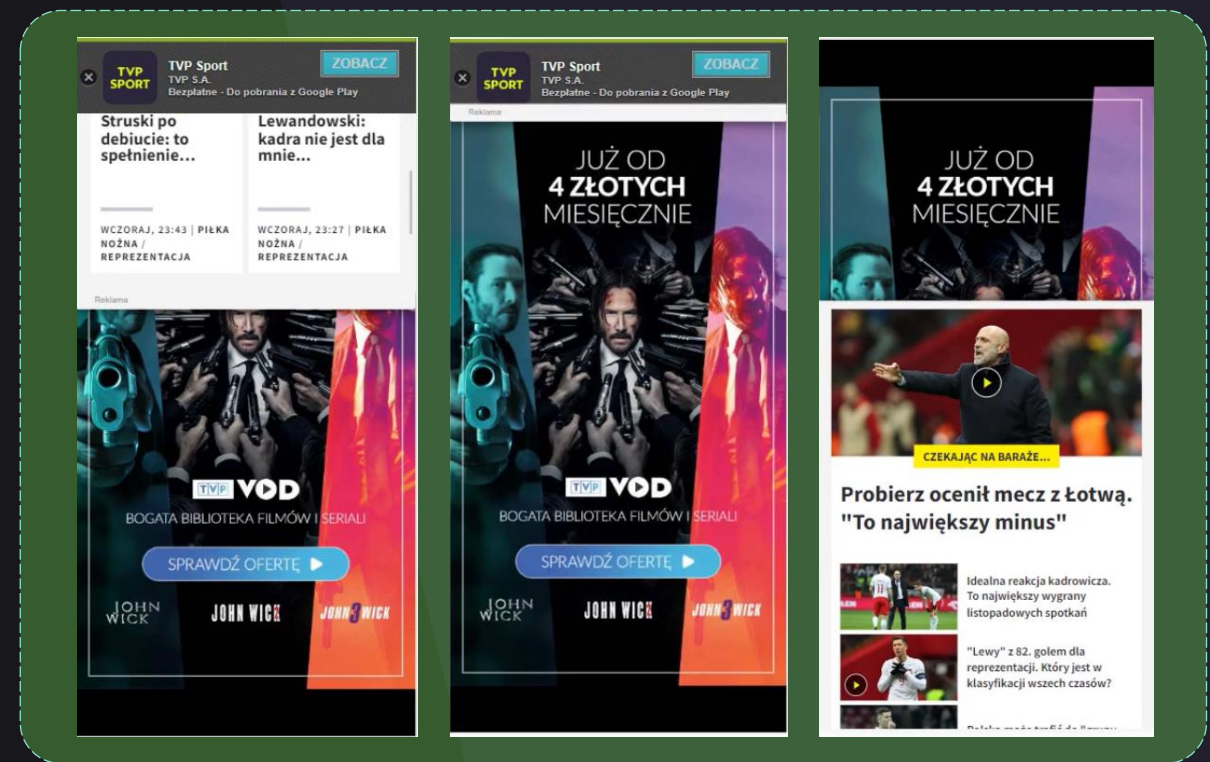 TVP
SPORT
TVP Sport
TVP S.A.
Bezpłatne - Do pobrania z Google Play
ZOBACZ
Struski po
debiucie: to
spełnienie...
WCZORAJ, 23:43 | PIŁKA
NOŻNA /
REPREZENTACJA
Lewandowski:
kadra nie jest dla
mnie...
WCZORAJ, 23:27 | PIŁKA
NOŻNA /
REPREZENTACJA
Reklama
TVP VOD
BOGATA BIBLIOTEKA FILMÓW I SERIALI
SPRAWDŹ OFERTĘ
JOHN
WICK
JOHN WICK
JOHN 3 WICK
TVP
SPORT
TVP Sport
TVP S.A.
Bezpłatne - Do pobrania z Google Play
ZOBACZ
Reklama
JUŻ OD
4 ZŁOTYCH
MIESIĘCZNIE
TVP VOD
BOGATA BIBLIOTEKA FILMÓW I SERIALI
SPRAWDŹ OFERTĘ
JOHN
WICK
JOHN WICK
JOHN 3 WICK
JUŻ OD
4 ZŁOTYCH
MIESIĘCZNIE
CZEKAJĄC NA BARAŻE...
Probierz ocenił mecz z Łotwą.
"To największy minus"
Idealna reakcja kadrowicza.
To największy wygrany
listopadowych spotkań
"Lewy" z 82. golem dla
reprezentacji. Który jest w
klasyfikacji wszech czasów?